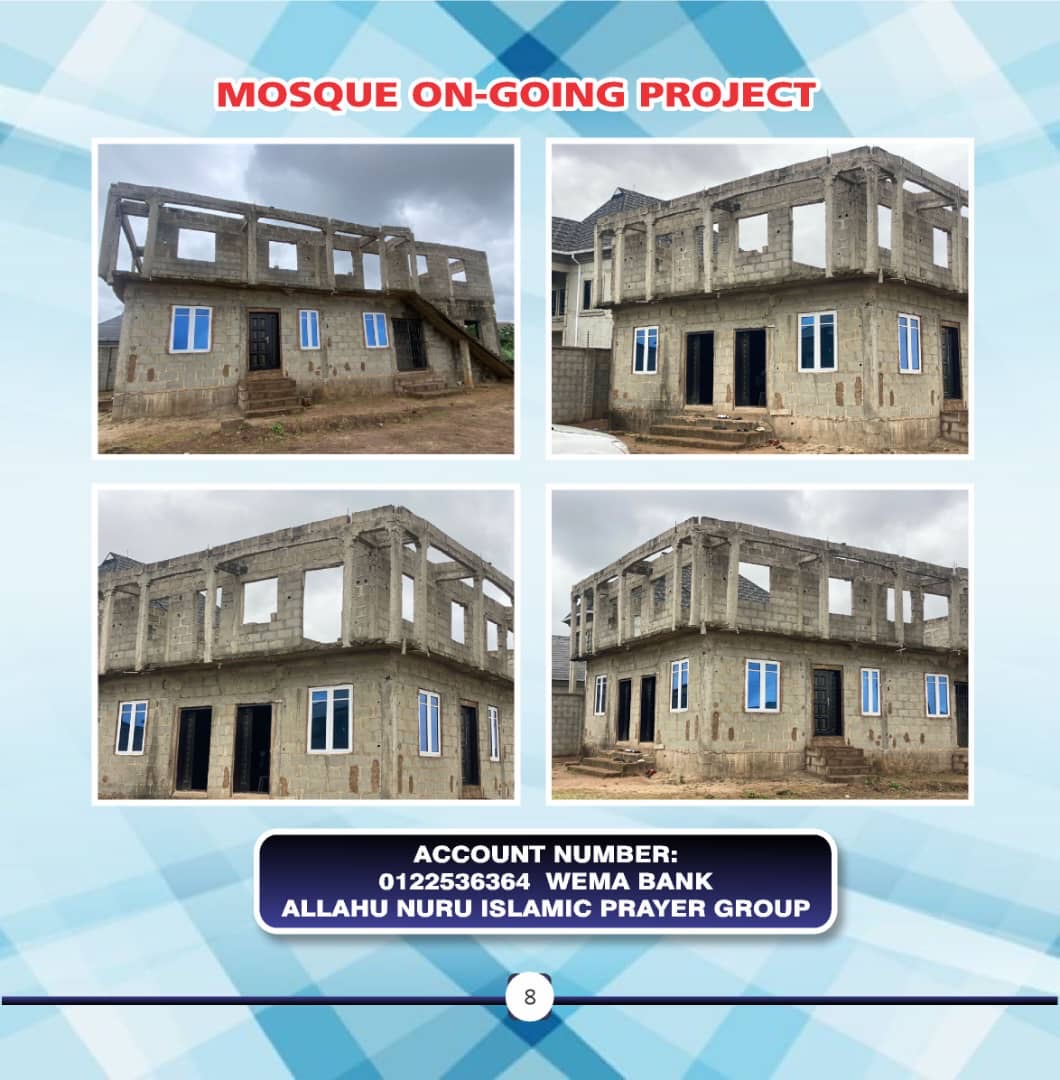 MOSQUE ON-GOING PROJECT
ACCOUNT NUMBER:
0122536364 WEMA BANK
ALLAHU NURU ISLAMIC PRAYER GROUP
8